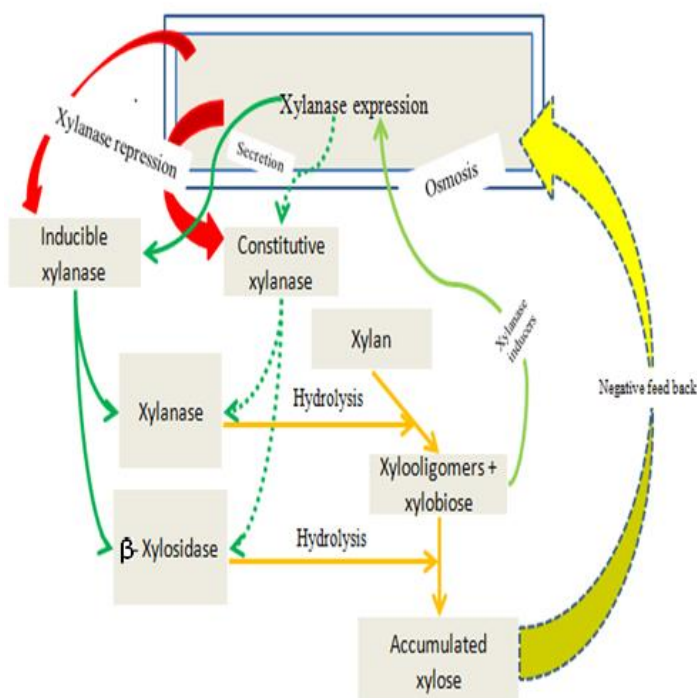 Xylanase expression
Xylanase repression
Secretion
Osmosis
Inducible
xylanase
Constitutive
xylanase
Xylan
Xylanase
inducers
Negative feed back
Xylanase
Hydrolysis
Xylooligomers +
xylobiose
β- Xylosidase
Hydrolysis
Accumulated
xylose